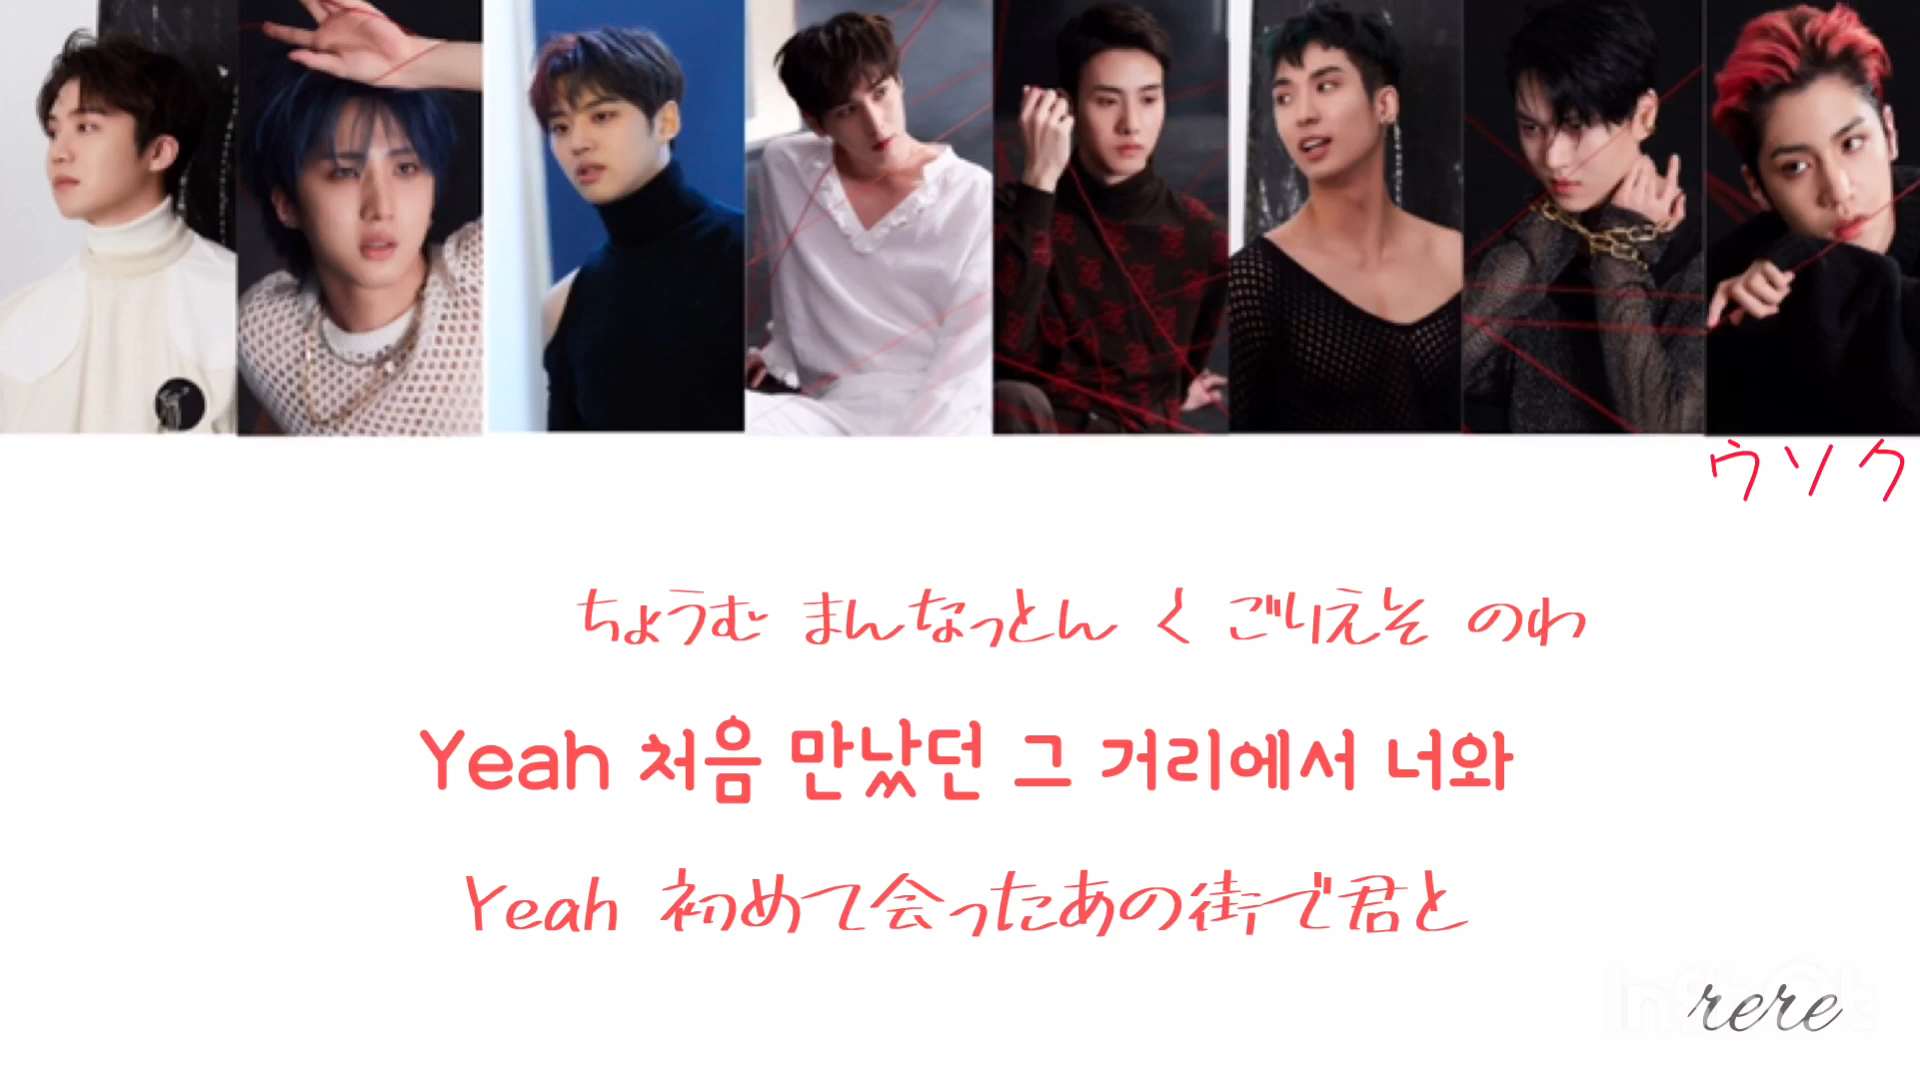 ウソク
ちょうむ まんなっとん く ごりえそ のわ
Yeah 처음 만났던 그 거리에서 너와
Yeah 初めて会ったあの街で君と
rere